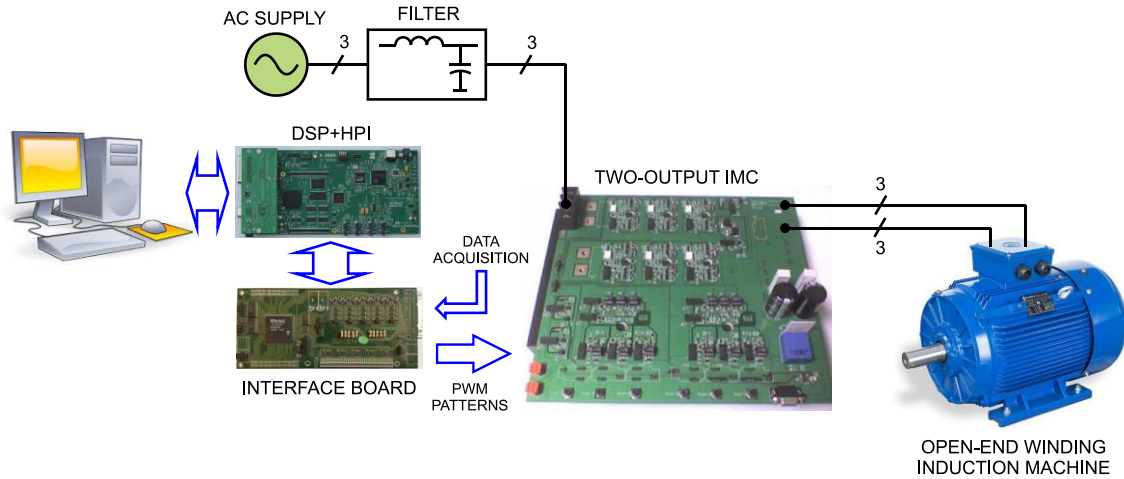 AC SUPPLY
FILTER
3
3
DSP+HPI
TWO-OUTPUT IMC
3
3
DATA
ACQUISITION
INTERFACE BOARD
PWM
PATTERNS
OPEN-END WINDING
INDUCTION MACHINE